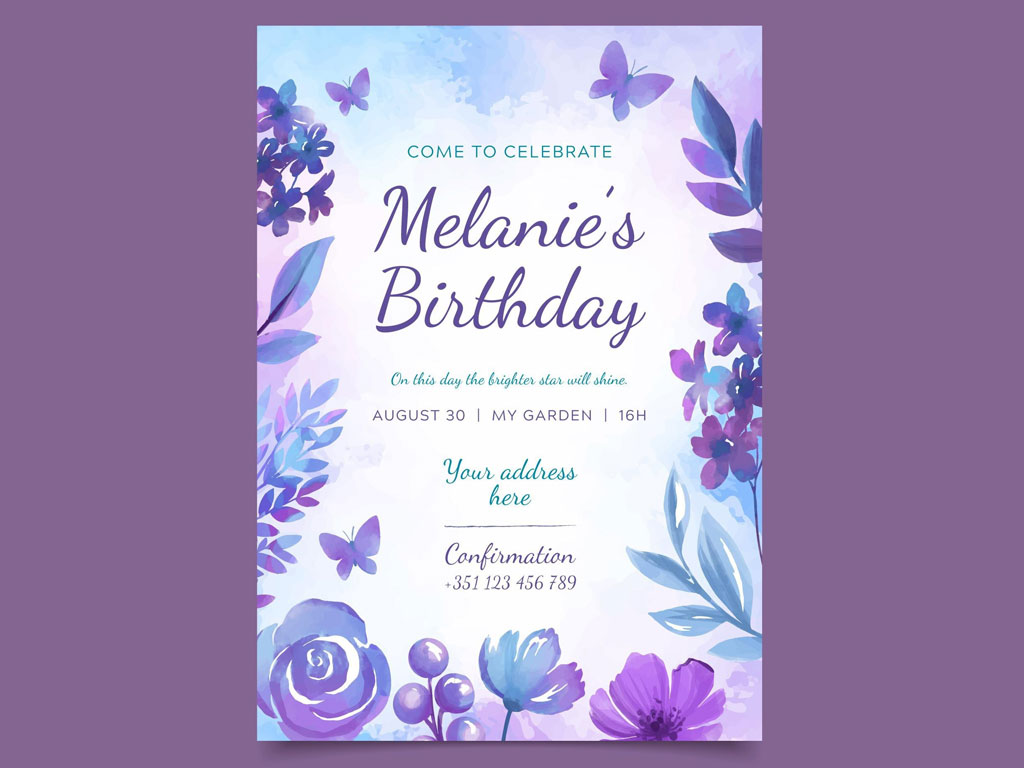 COME TO CELEBRATE
Melanie's
Birthday
On this day the brighter star will shine.
AUGUST 30 | MY GARDEN | 16H
Your address
here
Confirmation
+351 123 456 789